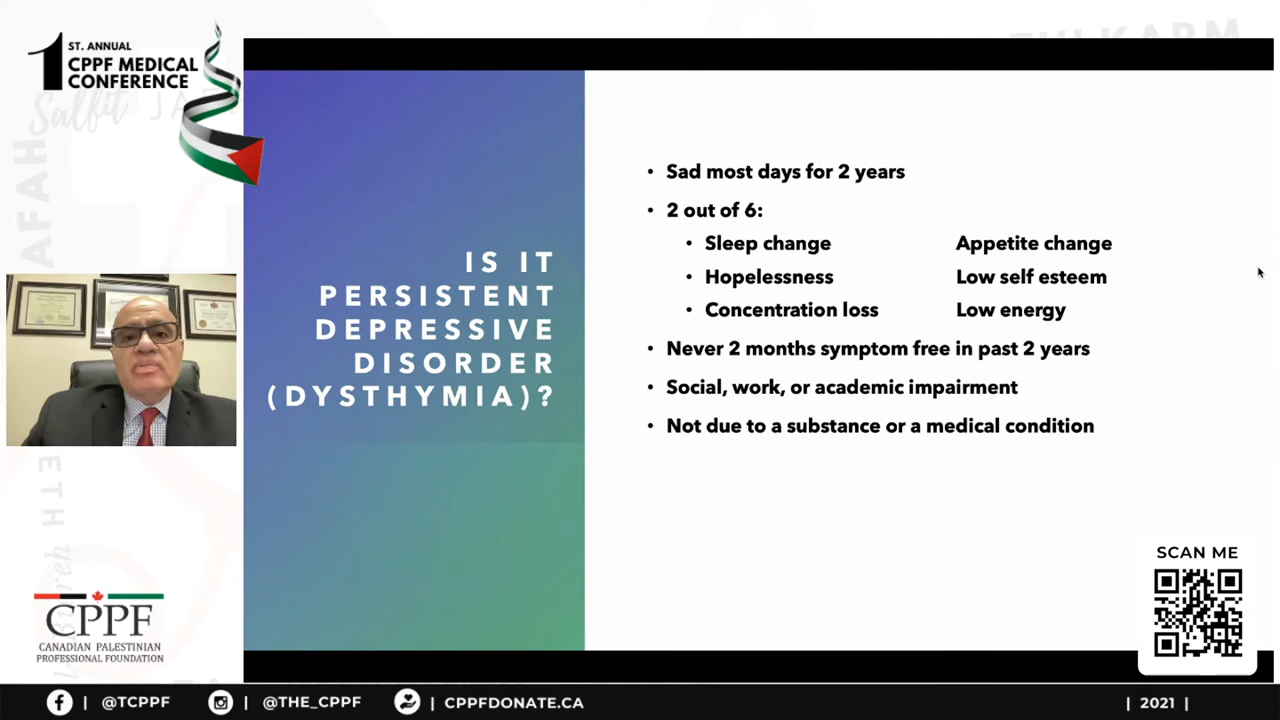 ST. ANNUAL
1 CPPF MEDICAL
CONFERENCE
TULKARM
Salfit
RAFAH
IS IT
PERSISTENT
DEPRESSIVE
DISORDER
(DYSTHYMIA)?
• Sad most days for 2 years
• 2 out of 6:
• Sleep change Appetite change
• Hopelessness Low self esteem
• Concentration loss Low energy
• Never 2 months symptom free in past 2 years
• Social, work, or academic impairment
• Not due to a substance or a medical condition
SCAN ME
CPPF
CANADIAN PALESTINIAN
PROFESSIONAL FOUNDATION
| @TCPPF | @THE_CPPF | CPPFDONATE.CA | 2021 |